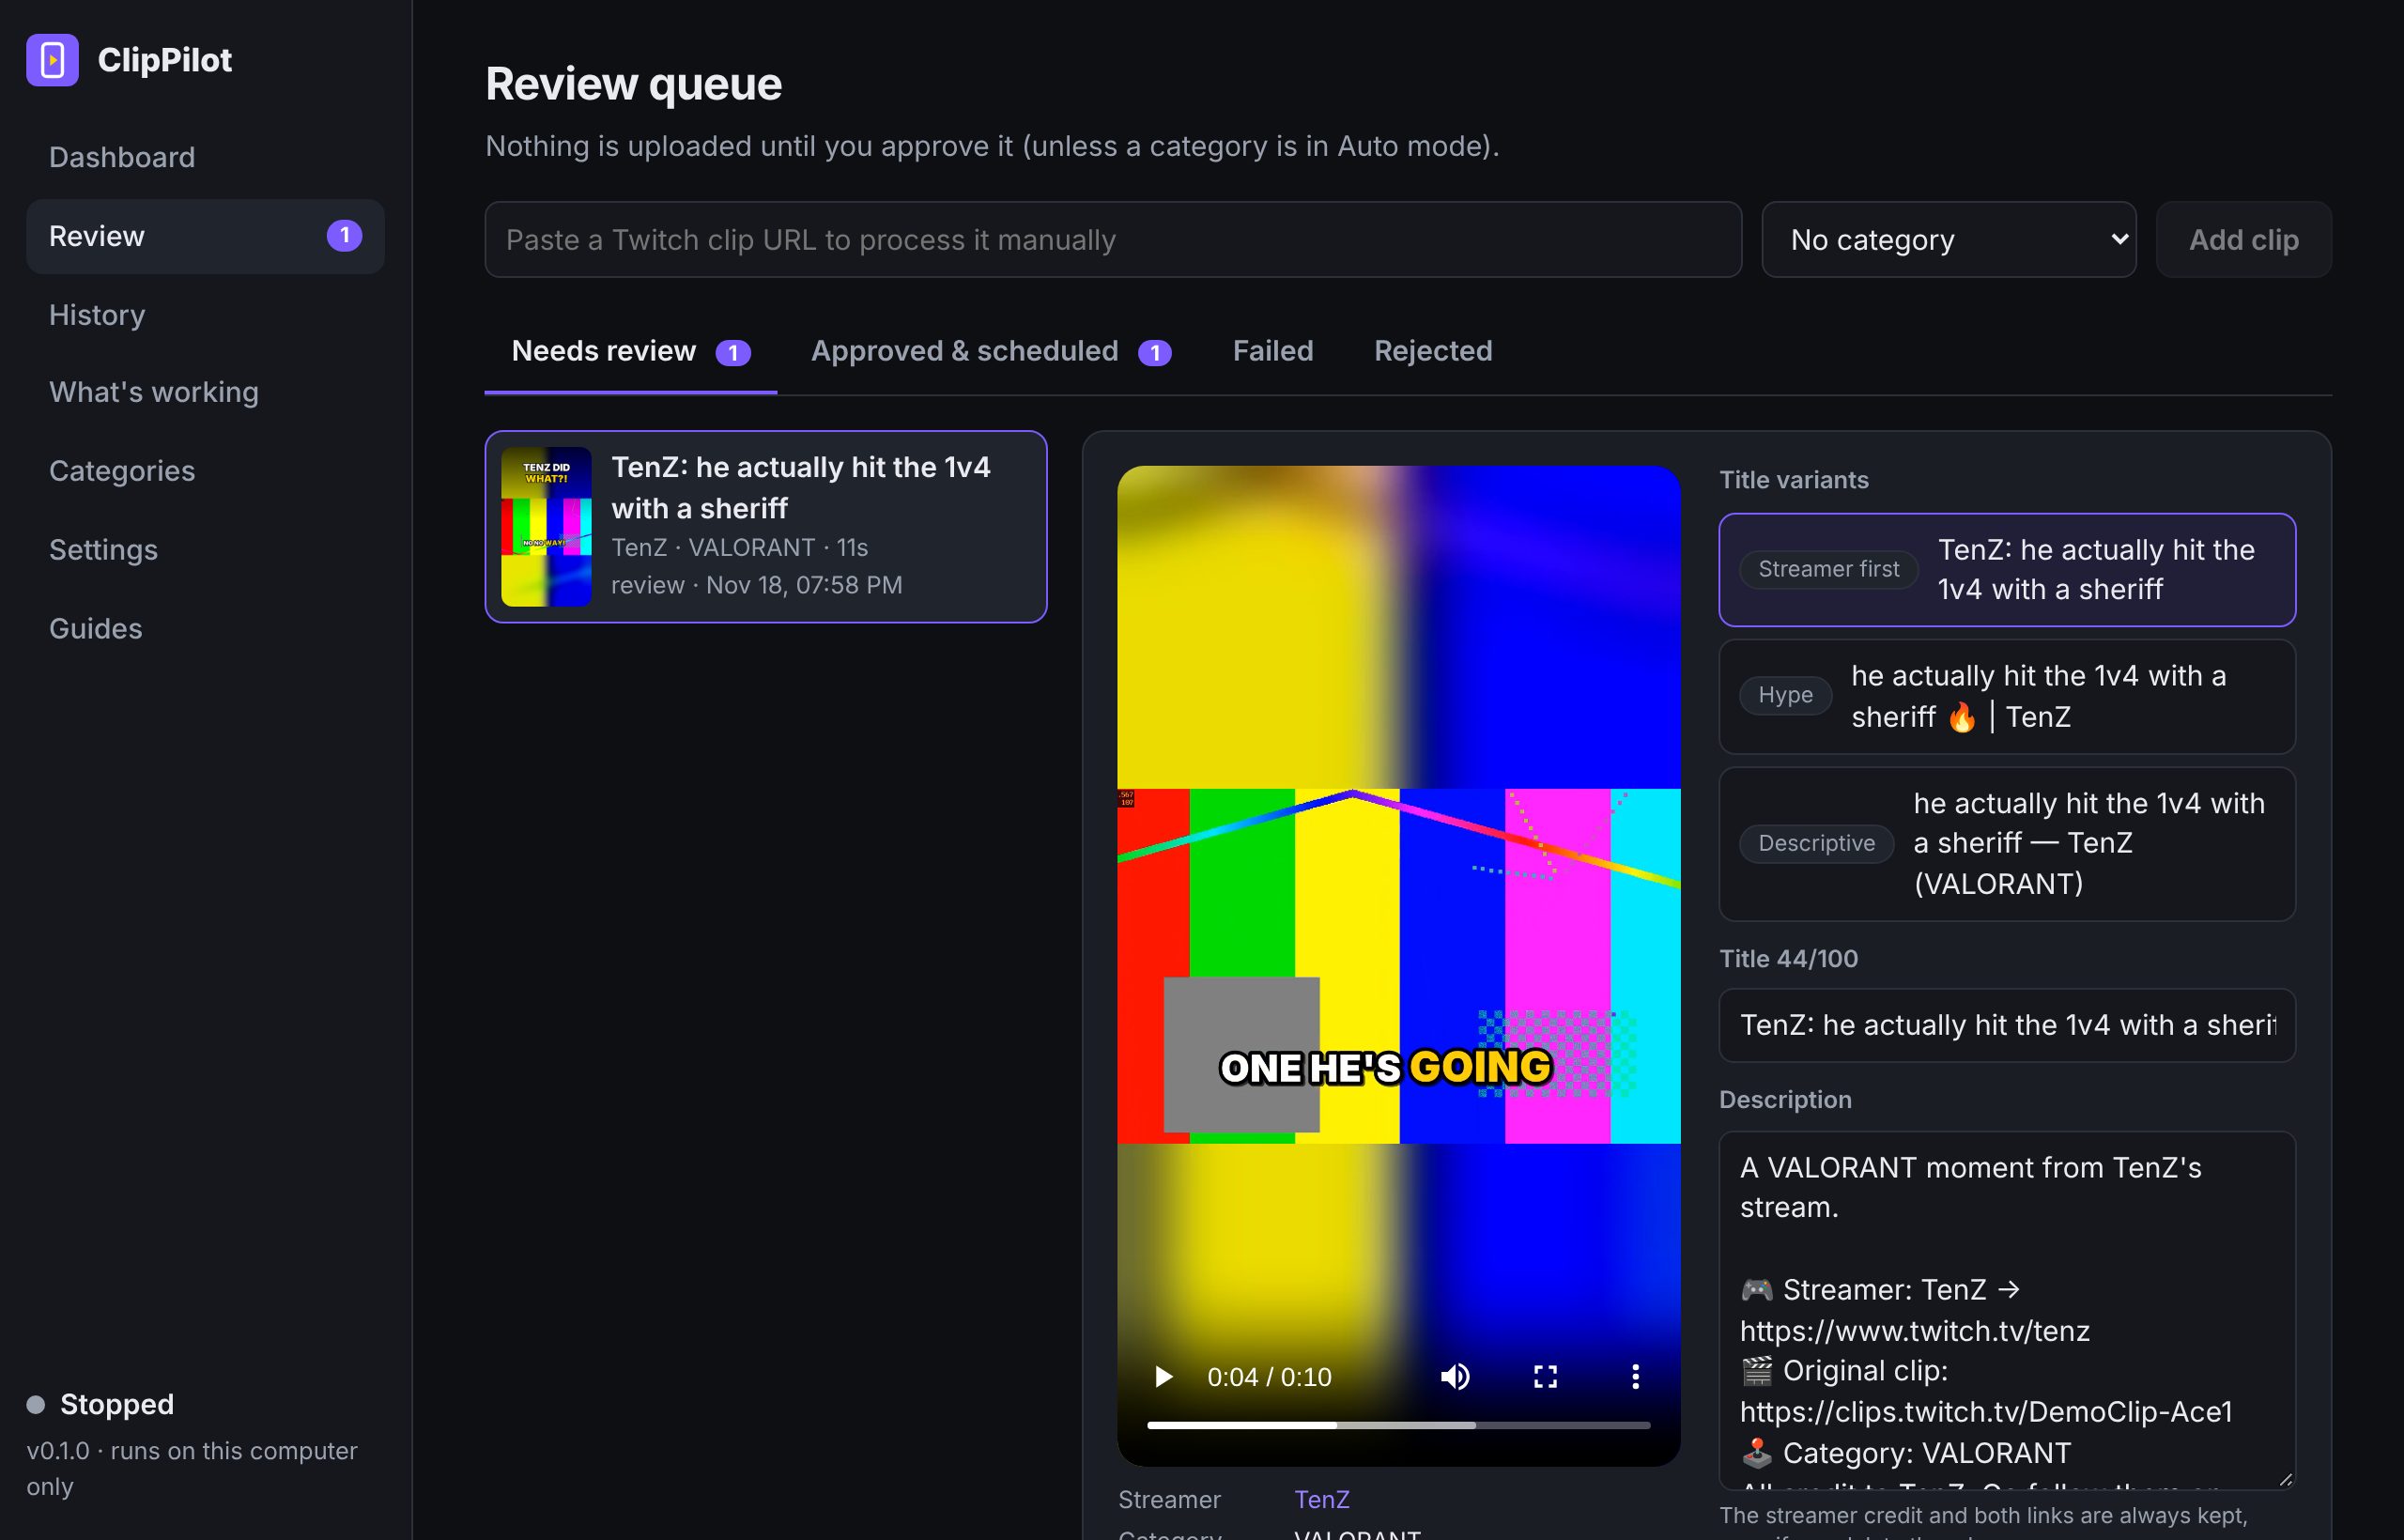 ClipPilot
Dashboard
Review 1
History
What's working
Categories
Settings
Guides
Stopped
v0.1.0 · runs on this computer
only
Review queue
Nothing is uploaded until you approve it (unless a category is in Auto mode).
Paste a Twitch clip URL to process it manually
No category
Add clip
Needs review 1
Approved & scheduled 1
Failed
Rejected
TENZ DID
WHAT?!
NO NO WAY!
TenZ: he actually hit the 1v4
with a sheriff
TenZ · VALORANT · 11s
review · Nov 18, 07:58 PM
ONE HE'S GOING
0:04 / 0:10
Streamer TenZ
Category VALORANT
Title variants
Streamer first
TenZ: he actually hit the
1v4 with a sheriff
Hype
he actually hit the 1v4 with a
sheriff 🔥 | TenZ
Descriptive
he actually hit the 1v4 with
a sheriff — TenZ
(VALORANT)
Title 44/100
TenZ: he actually hit the 1v4 with a sherif
Description
A VALORANT moment from TenZ's
stream.
🎮 Streamer: TenZ →
https://www.twitch.tv/tenz
🎬 Original clip:
https://clips.twitch.tv/DemoClip-Ace1
🕹️ Category: VALORANT
The streamer credit and both links are always kept,